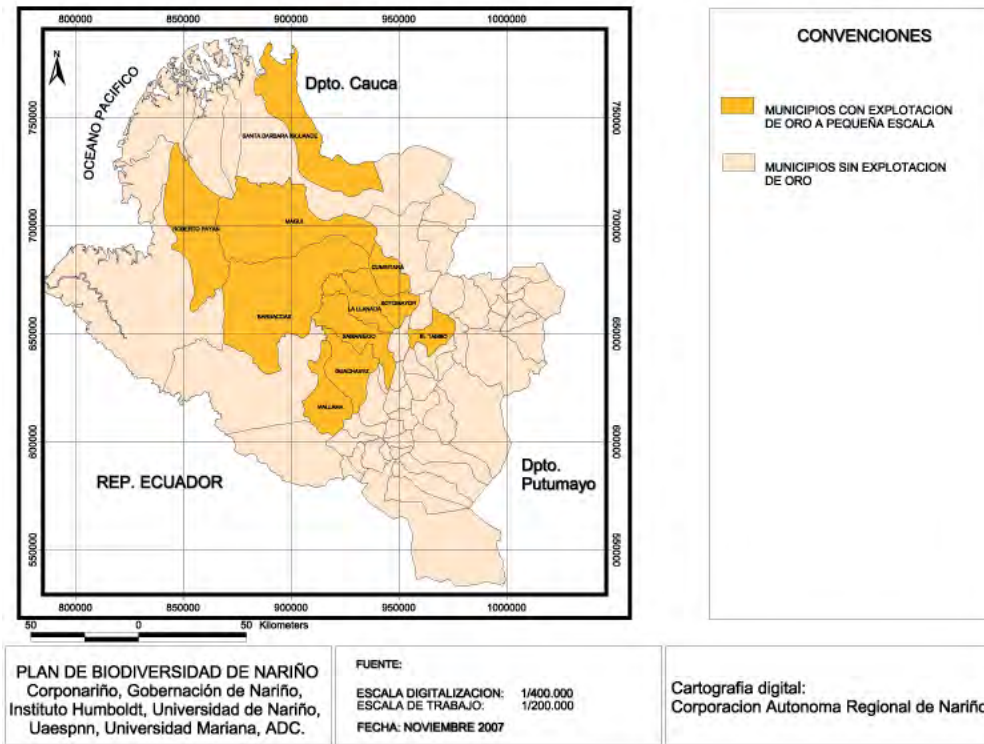 800000 850000 900000 950000 1000000
N
OCEANO PACIFICO
Dpto. Cauca
750000 750000
SANTA BARBARA ISCUANDE
700000 700000
ROBERTO PAYAN
MAGUI
CUMBITARA
SOTOMAYOR
LA LLANADA
BARBACOAS
650000 650000
SAMANIEGO
EL TAMBO
GUACHAVEZ
MALLAMA
600000 600000
REP. ECUADOR
Dpto.
Putumayo
550000 550000
800000 850000 900000 950000 1000000
50 0 50 Kilometers
CONVENCIONES
MUNICIPIOS CON EXPLOTACION
DE ORO A PEQUEÑA ESCALA
MUNICIPIOS SIN EXPLOTACION
DE ORO
PLAN DE BIODIVERSIDAD DE NARIÑO
Corponariño, Gobernación de Nariño,
Instituto Humboldt, Universidad de Nariño,
Uaespnn, Universidad Mariana, ADC.
FUENTE:
ESCALA DIGITALIZACION: 1/400.000
ESCALA DE TRABAJO: 1/200.000
FECHA: NOVIEMBRE 2007
Cartografia digital:
Corporacion Autonoma Regional de Nariño